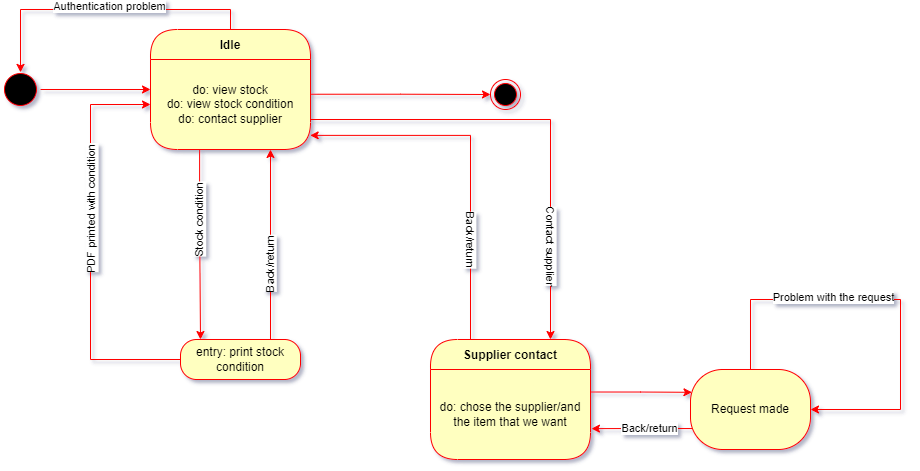 Authentication problem
Idle
do: view stock
do: view stock condition
do: contact supplier
PDF printed with condition
Stock condition
Back/return
Back/return
Contact supplier
Problem with the request
entry: print stock
condition
Supplier contact
do: chose the supplier/and
the item that we want
Request made
Back/return